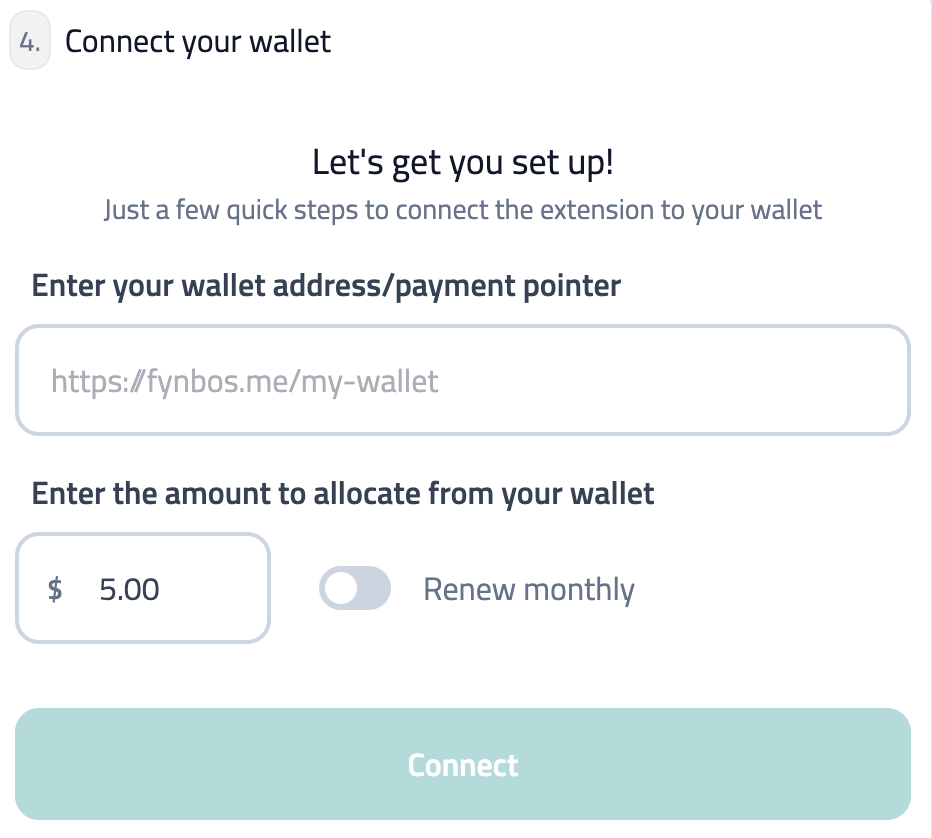 4. Connect your wallet
Let's get you set up!
Just a few quick steps to connect the extension to your wallet
Enter your wallet address/payment pointer
https://fynbos.me/my-wallet
Enter the amount to allocate from your wallet
$ 5.00 Renew monthly
Connect